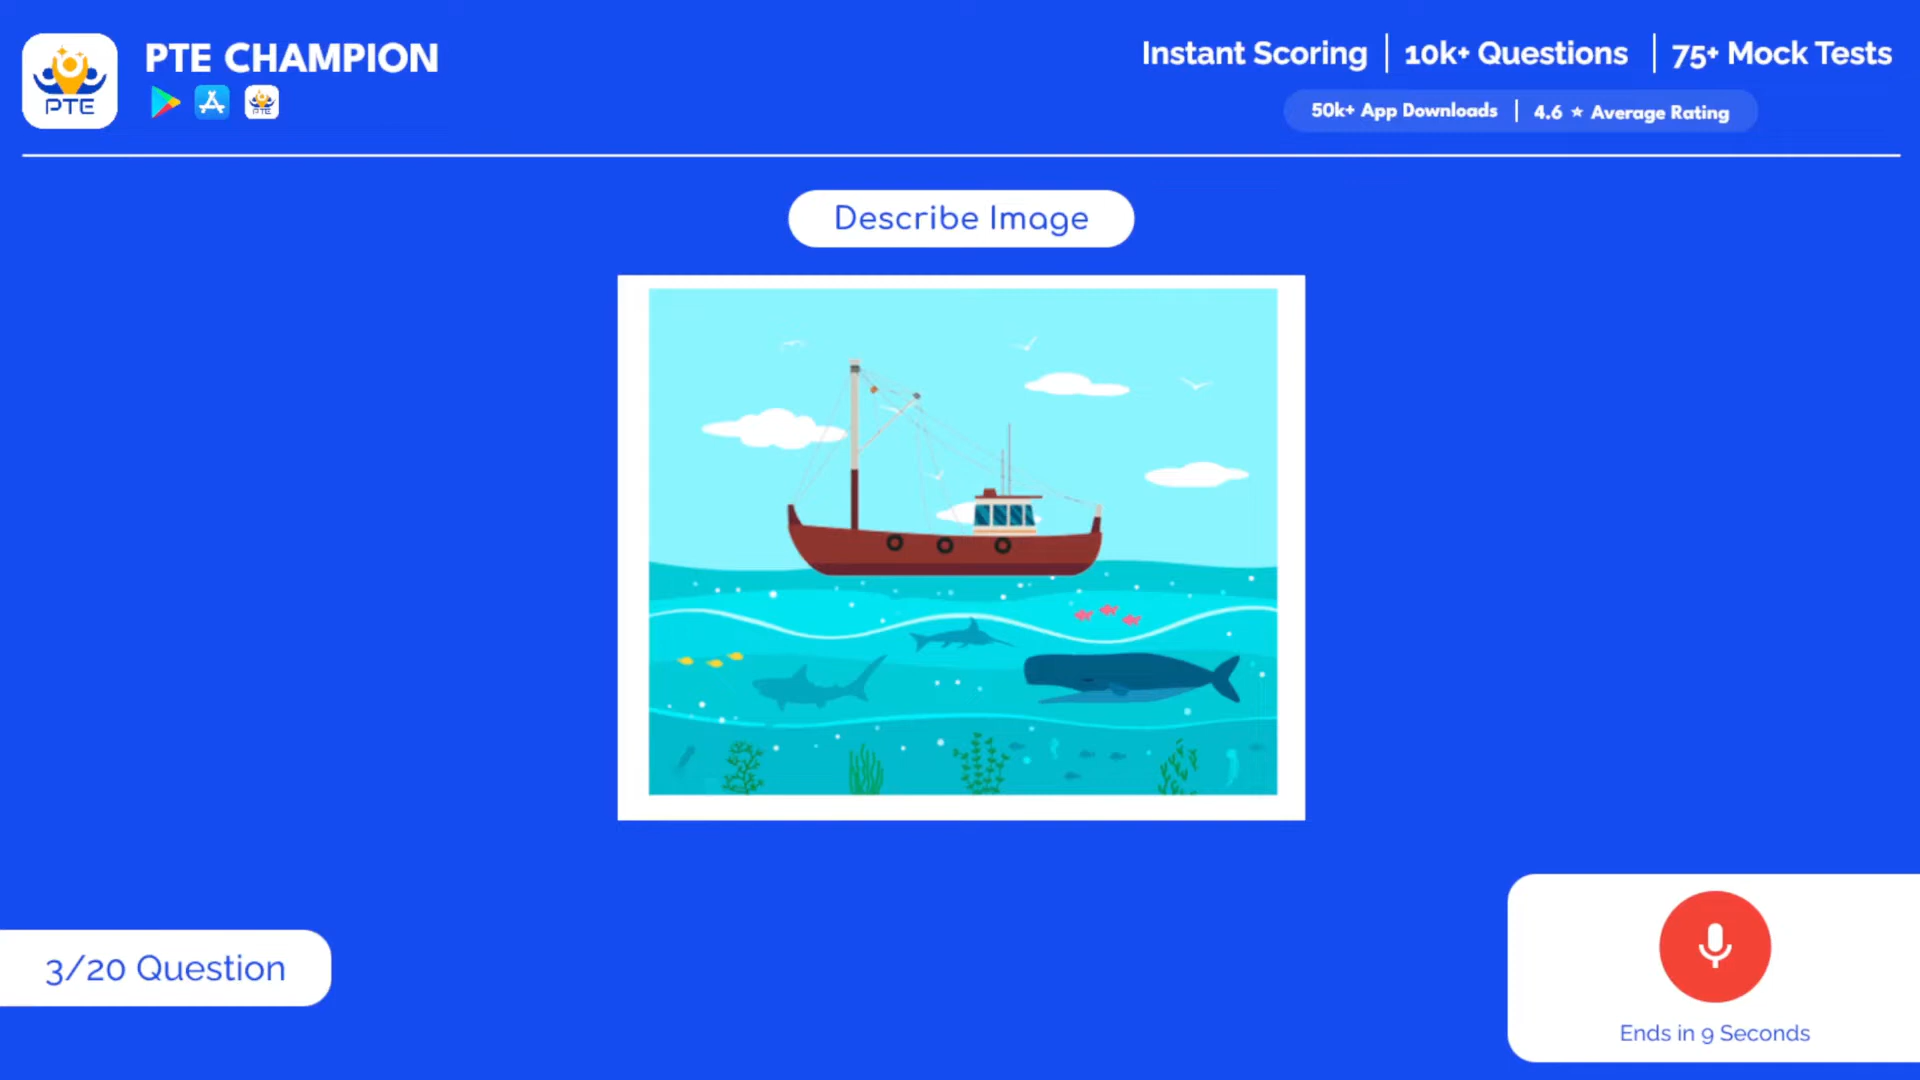 PTE
PTE CHAMPION
PTE
Instant Scoring | 10k+ Questions | 75+ Mock Tests
50k+ App Downloads | 4.6 ★ Average Rating
Describe Image
3/20 Question
Ends in 9 Seconds